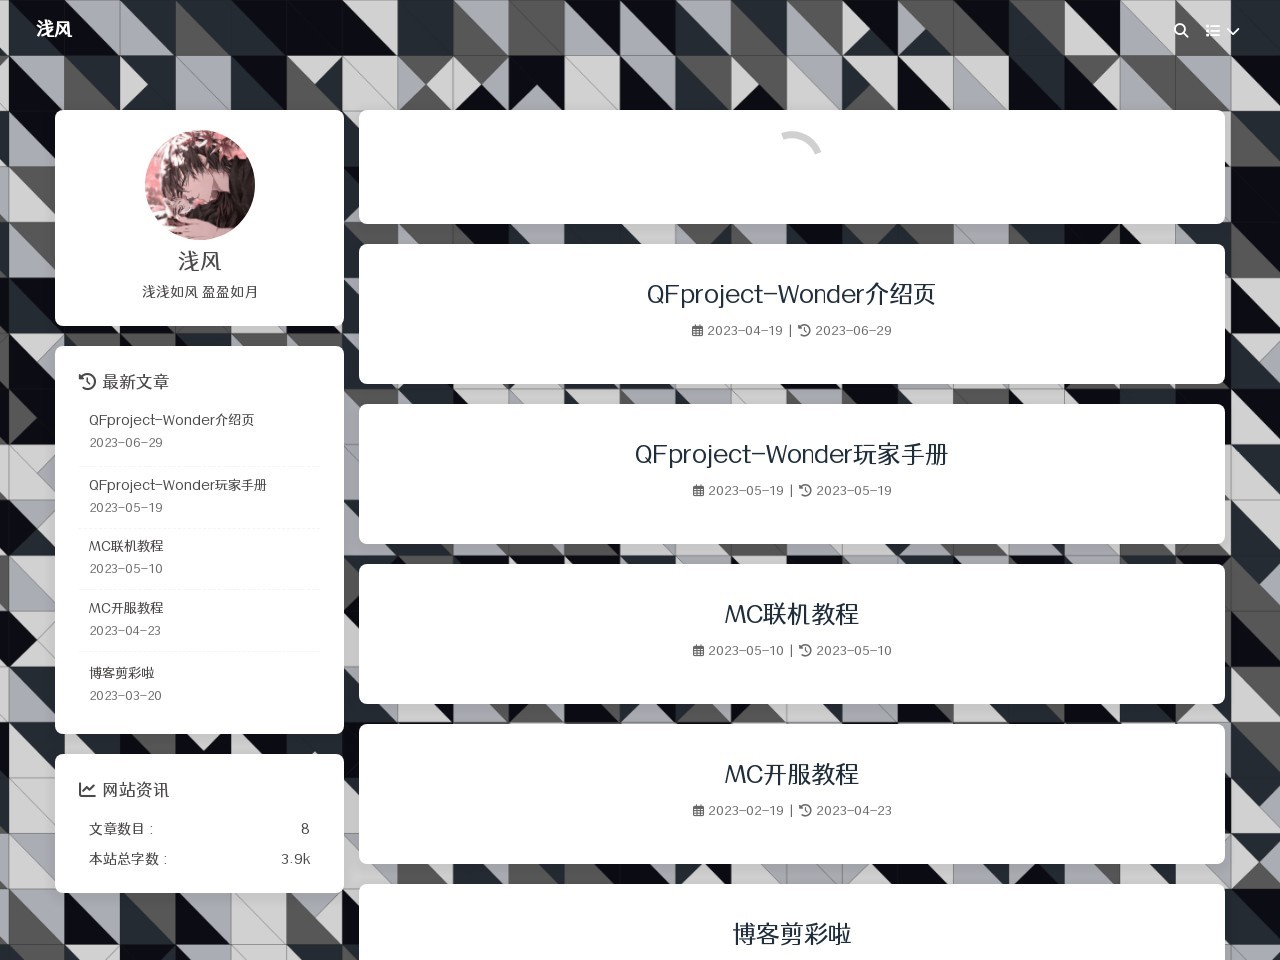 浅风
浅风
浅浅如风 盈盈如月
最新文章
QFproject-Wonder介绍页
2023-06-29
QFproject-Wonder玩家手册
2023-05-19
MC联机教程
2023-05-10
MC开服教程
2023-04-23
博客剪彩啦
2023-03-20
网站资讯
文章数目 : 8
本站总字数 : 3.9k
QFproject-Wonder介绍页
2023-04-19 | 2023-06-29
QFproject-Wonder玩家手册
2023-05-19 | 2023-05-19
MC联机教程
2023-05-10 | 2023-05-10
MC开服教程
2023-02-19 | 2023-04-23
博客剪彩啦